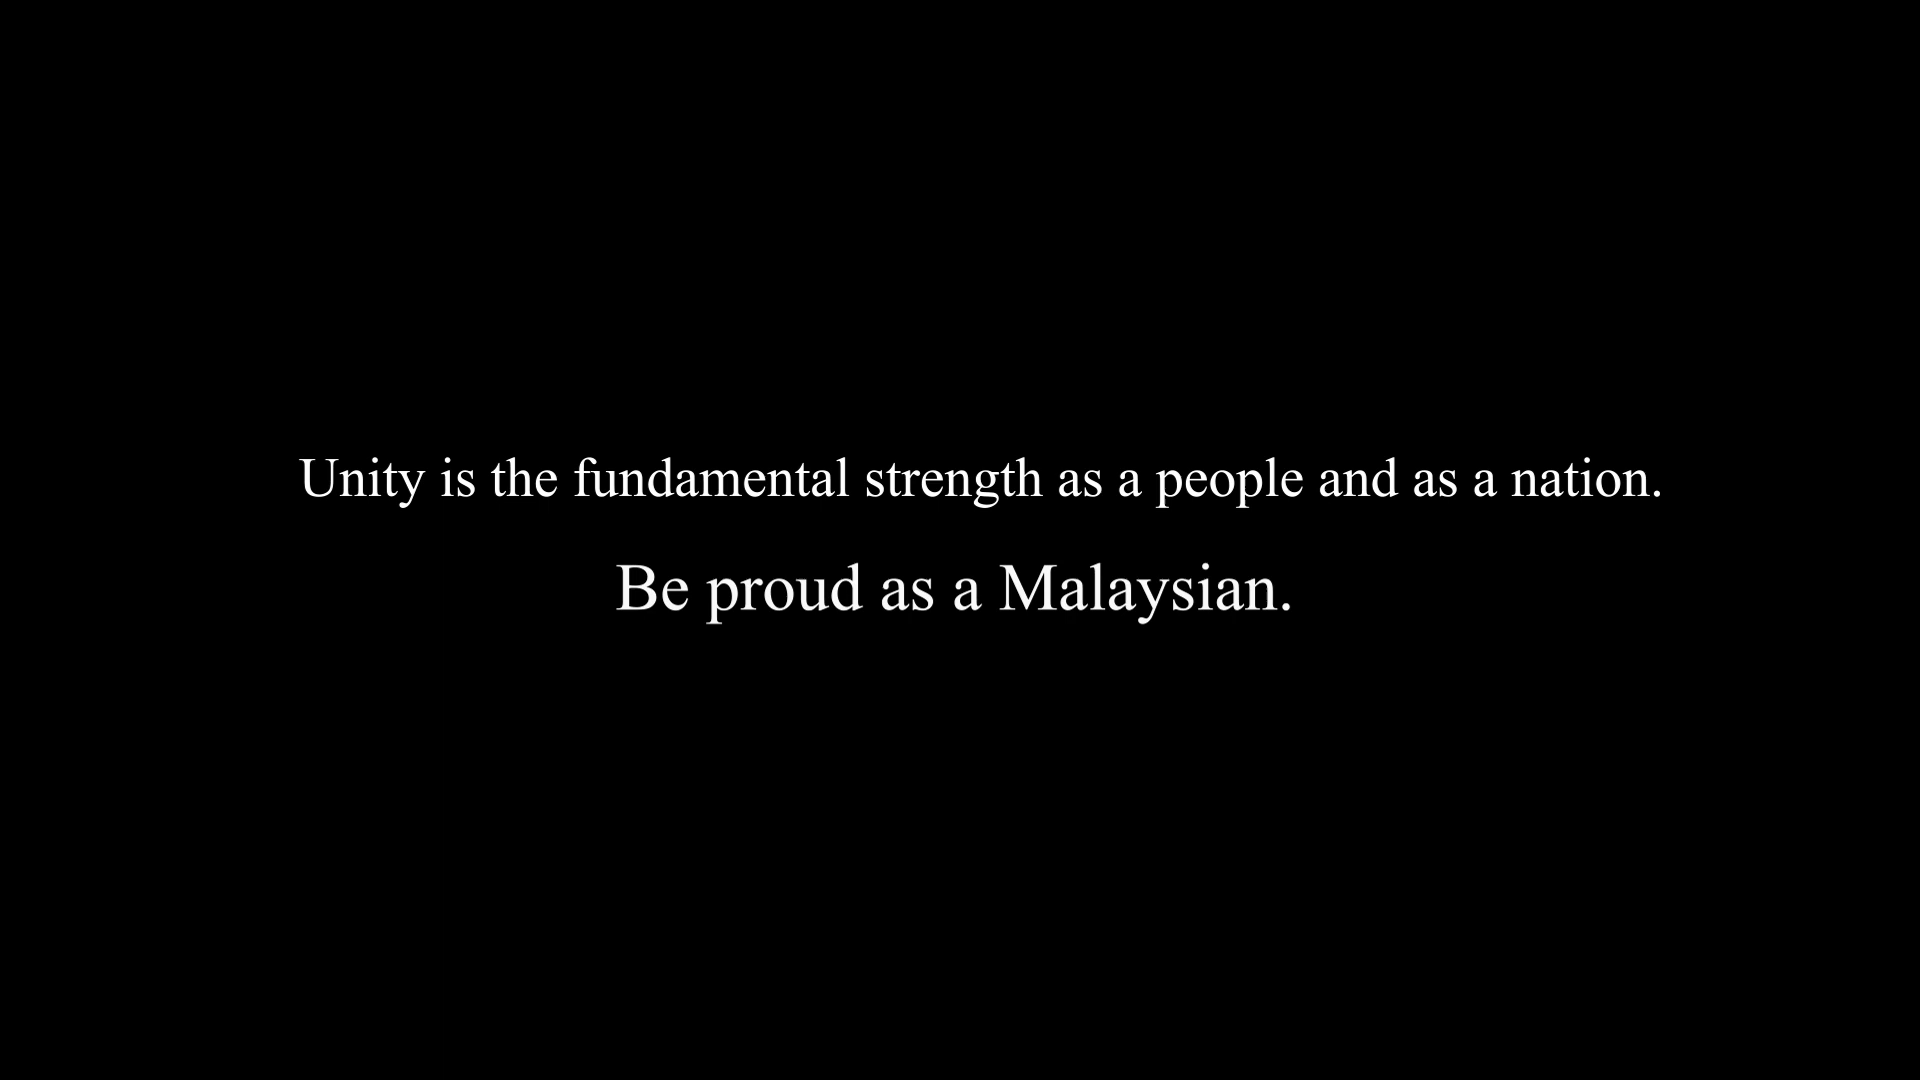 Unity is the fundamental strength as a people and as a nation.
Be proud as a Malaysian.